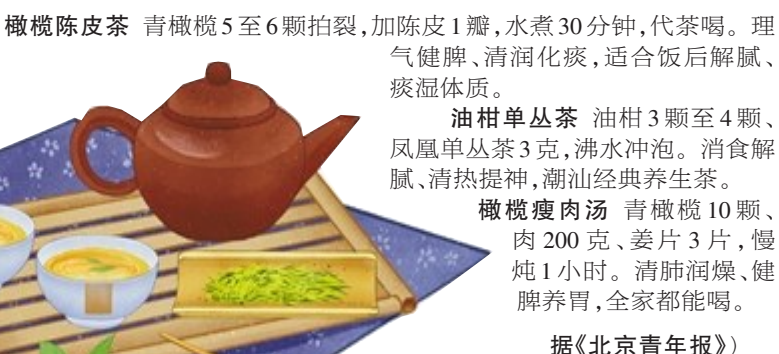 橄榄陈皮茶 青橄榄5至6颗拍裂,加陈皮1瓣,水煮30分钟,代茶喝。理
气健脾、清润化痰,适合饭后解腻、
痰湿体质。
油柑单丛茶 油柑3颗至4颗、
凤凰单丛茶3克,沸水冲泡。消食解
腻、清热提神,潮汕经典养生茶。
橄榄瘦肉汤 青橄榄10颗、
肉200克、姜片3片,慢
炖1小时。清肺润燥、健
脾养胃,全家都能喝。
据《北京青年报》)